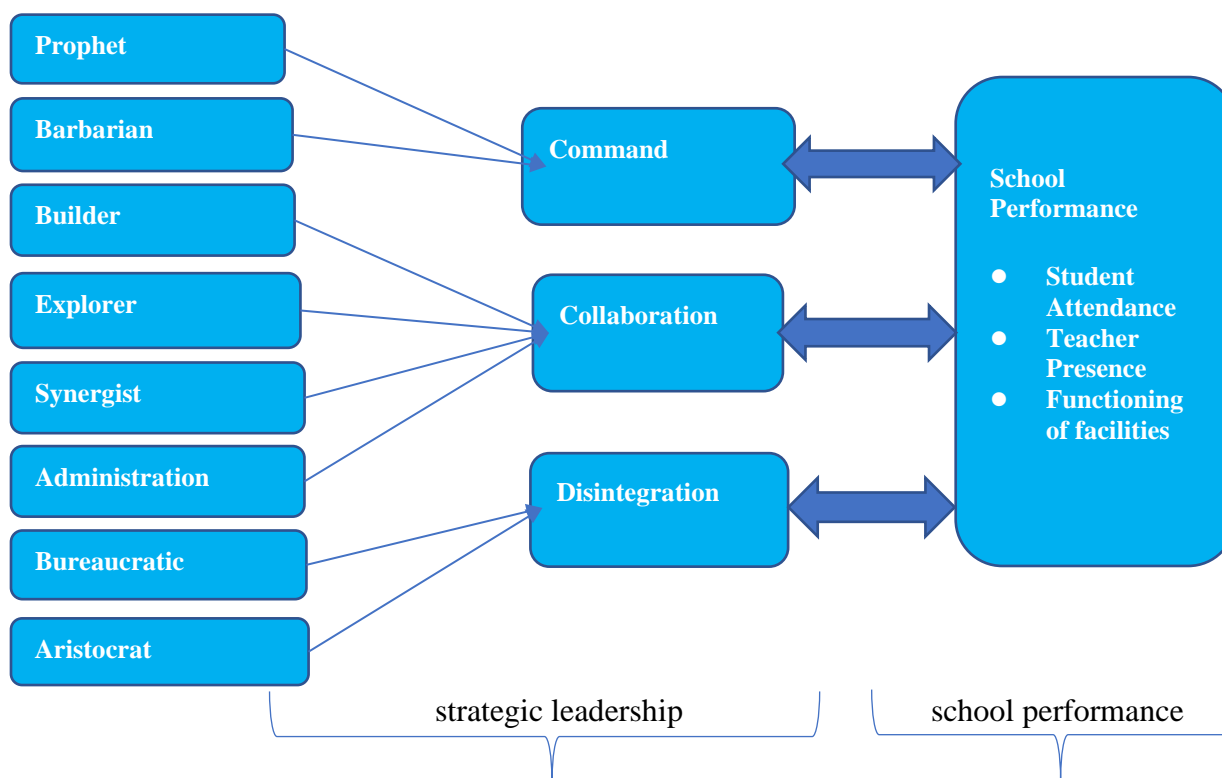 Prophet
Barbarian
Builder
Explorer
Synergist
Administration
Bureaucratic
Aristocrat
Command
Collaboration
Disintegration
School
Performance
● Student
Attendance
● Teacher
Presence
● Functioning
of facilities
strategic leadership
school performance